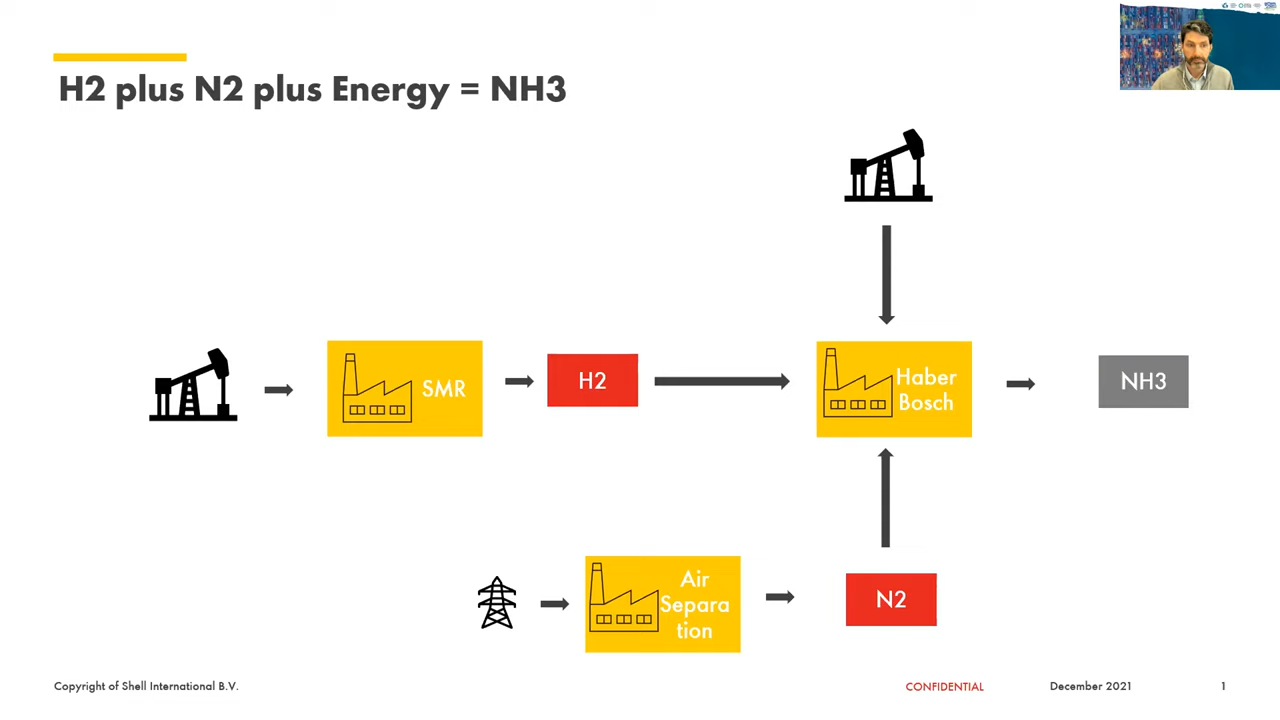 H2 plus N2 plus Energy = NH3
SMR
H2
Haber
Bosch
NH3
Air
Separa
tion
N2
Copyright of Shell International B.V.
CONFIDENTIAL
December 2021
1